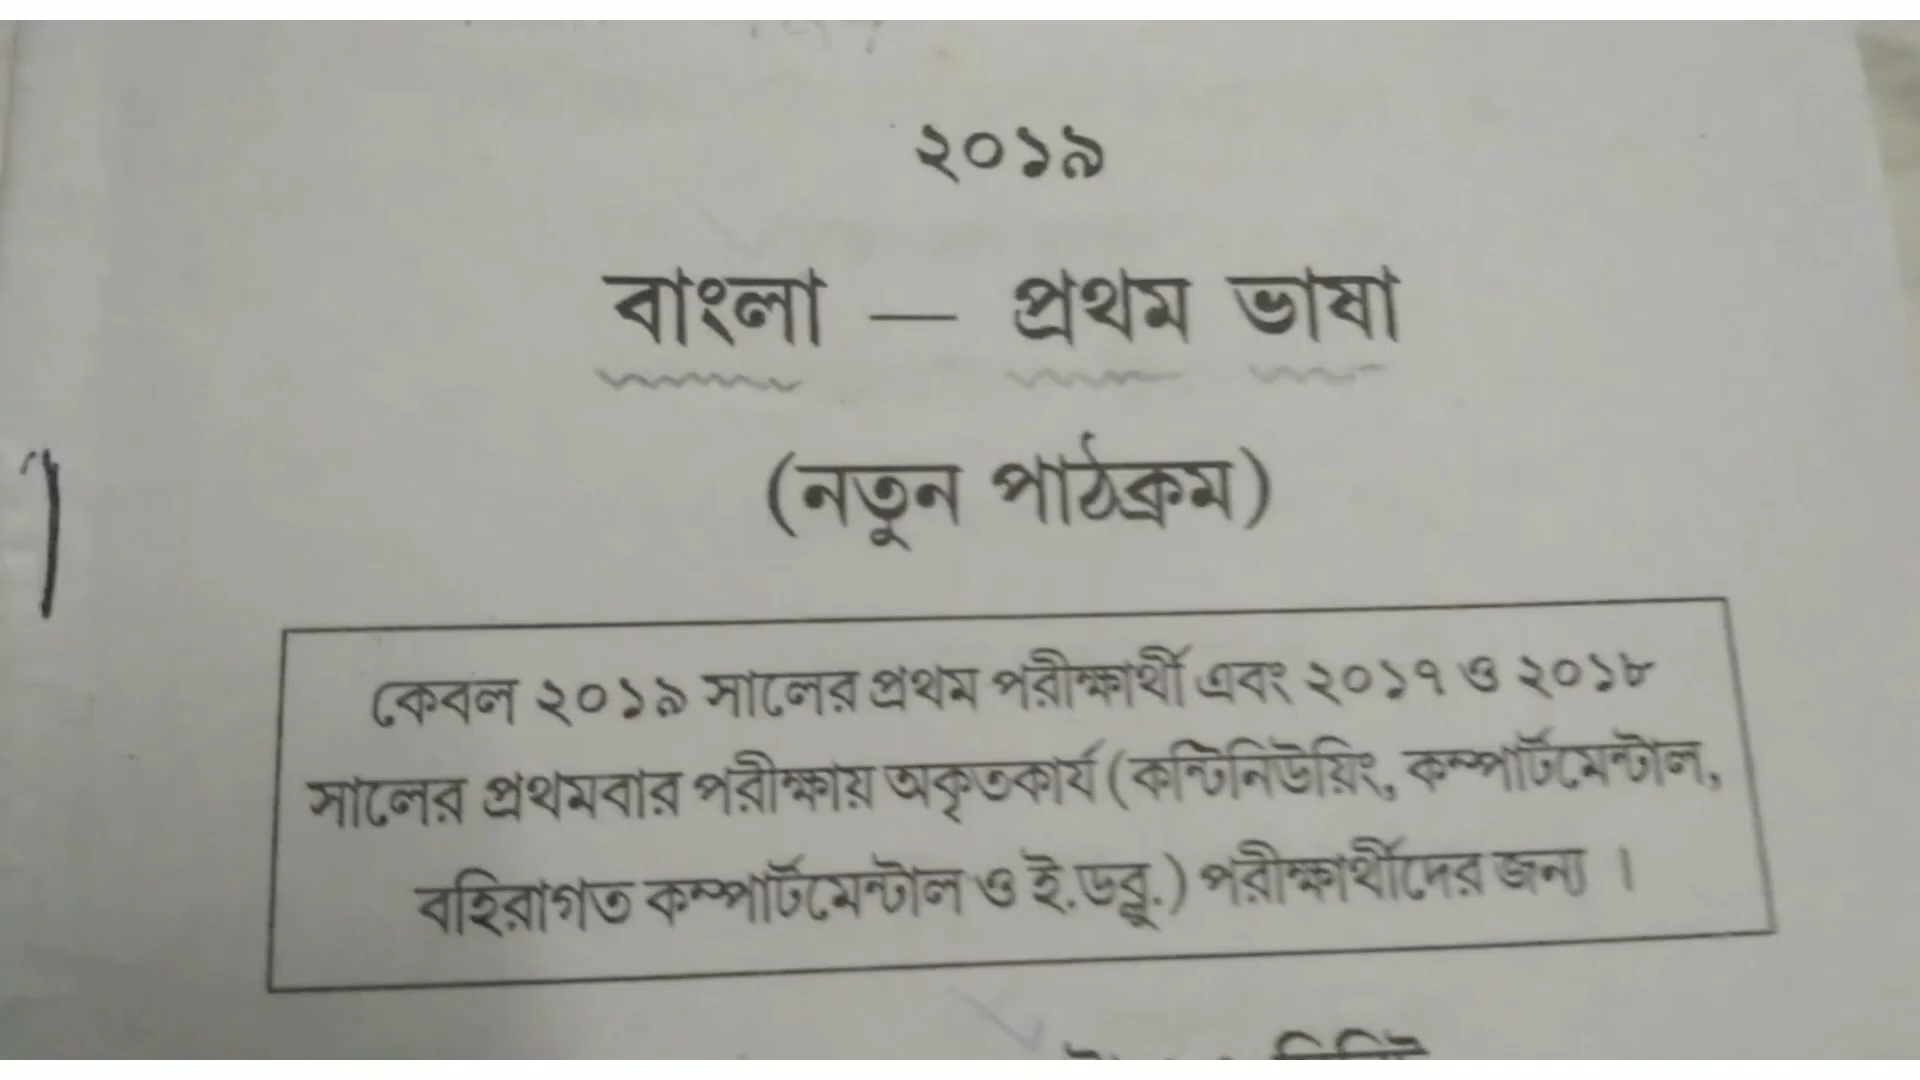 ২০১৯
বাংলা — প্রথম ভাষা
(নতুন পাঠক্রম)
কেবল ২০১৯ সালের প্রথম পরীক্ষার্থী এবং ২০১৭ ও ২০১৮
সালের প্রথমবার পরীক্ষায় অকৃতকার্য (কন্টিনিউয়িং, কম্পার্টমেন্টাল,
বহিরাগত কম্পার্টমেন্টাল ও ই.ডব্লু.) পরীক্ষার্থীদের জন্য ।